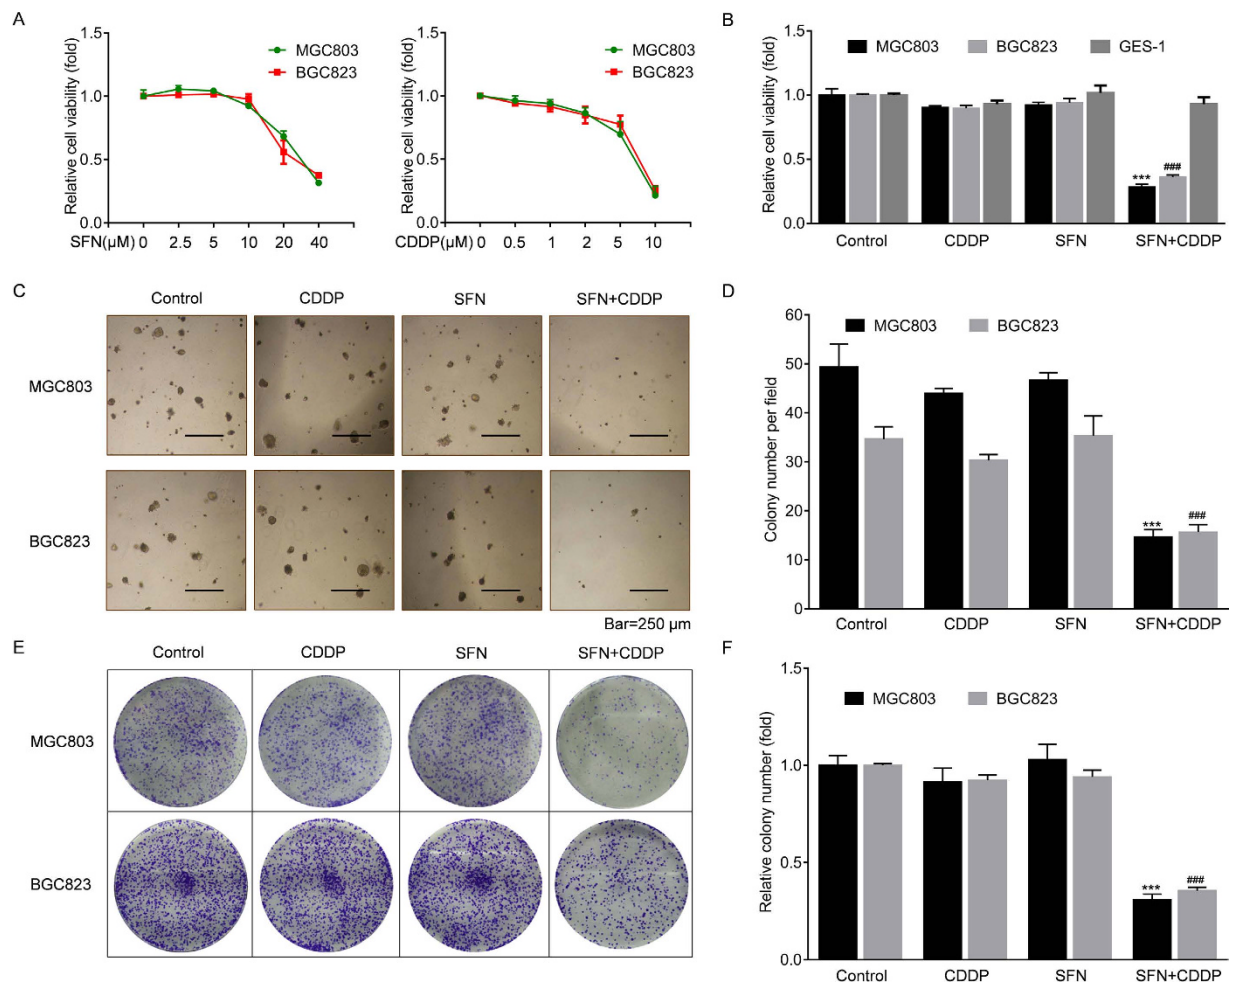 A
Relative cell viability (fold)
1.5
1.0
0.5
0.0
MGC803
BGC823
SFN(μM) 0 2.5 5 10 20 40
Relative cell viability (fold)
1.5
1.0
0.5
0.0
MGC803
BGC823
CDDP(μM) 0 0.5 1 2 5 10
B
Relative cell viability (fold)
1.5
1.0
0.5
0.0
MGC803 BGC823 GES-1
*** ###
Control CDDP SFN SFN+CDDP
C
Control CDDP SFN SFN+CDDP
MGC803
BGC823
Bar=250 μm
D
Colony number per field
60
50
40
30
20
10
0
MGC803 BGC823
*** ###
Control CDDP SFN SFN+CDDP
E
Control CDDP SFN SFN+CDDP
MGC803
BGC823
F
Relative colony number (fold)
1.5
1.0
0.5
0.0
MGC803 BGC823
*** ###
Control CDDP SFN SFN+CDDP